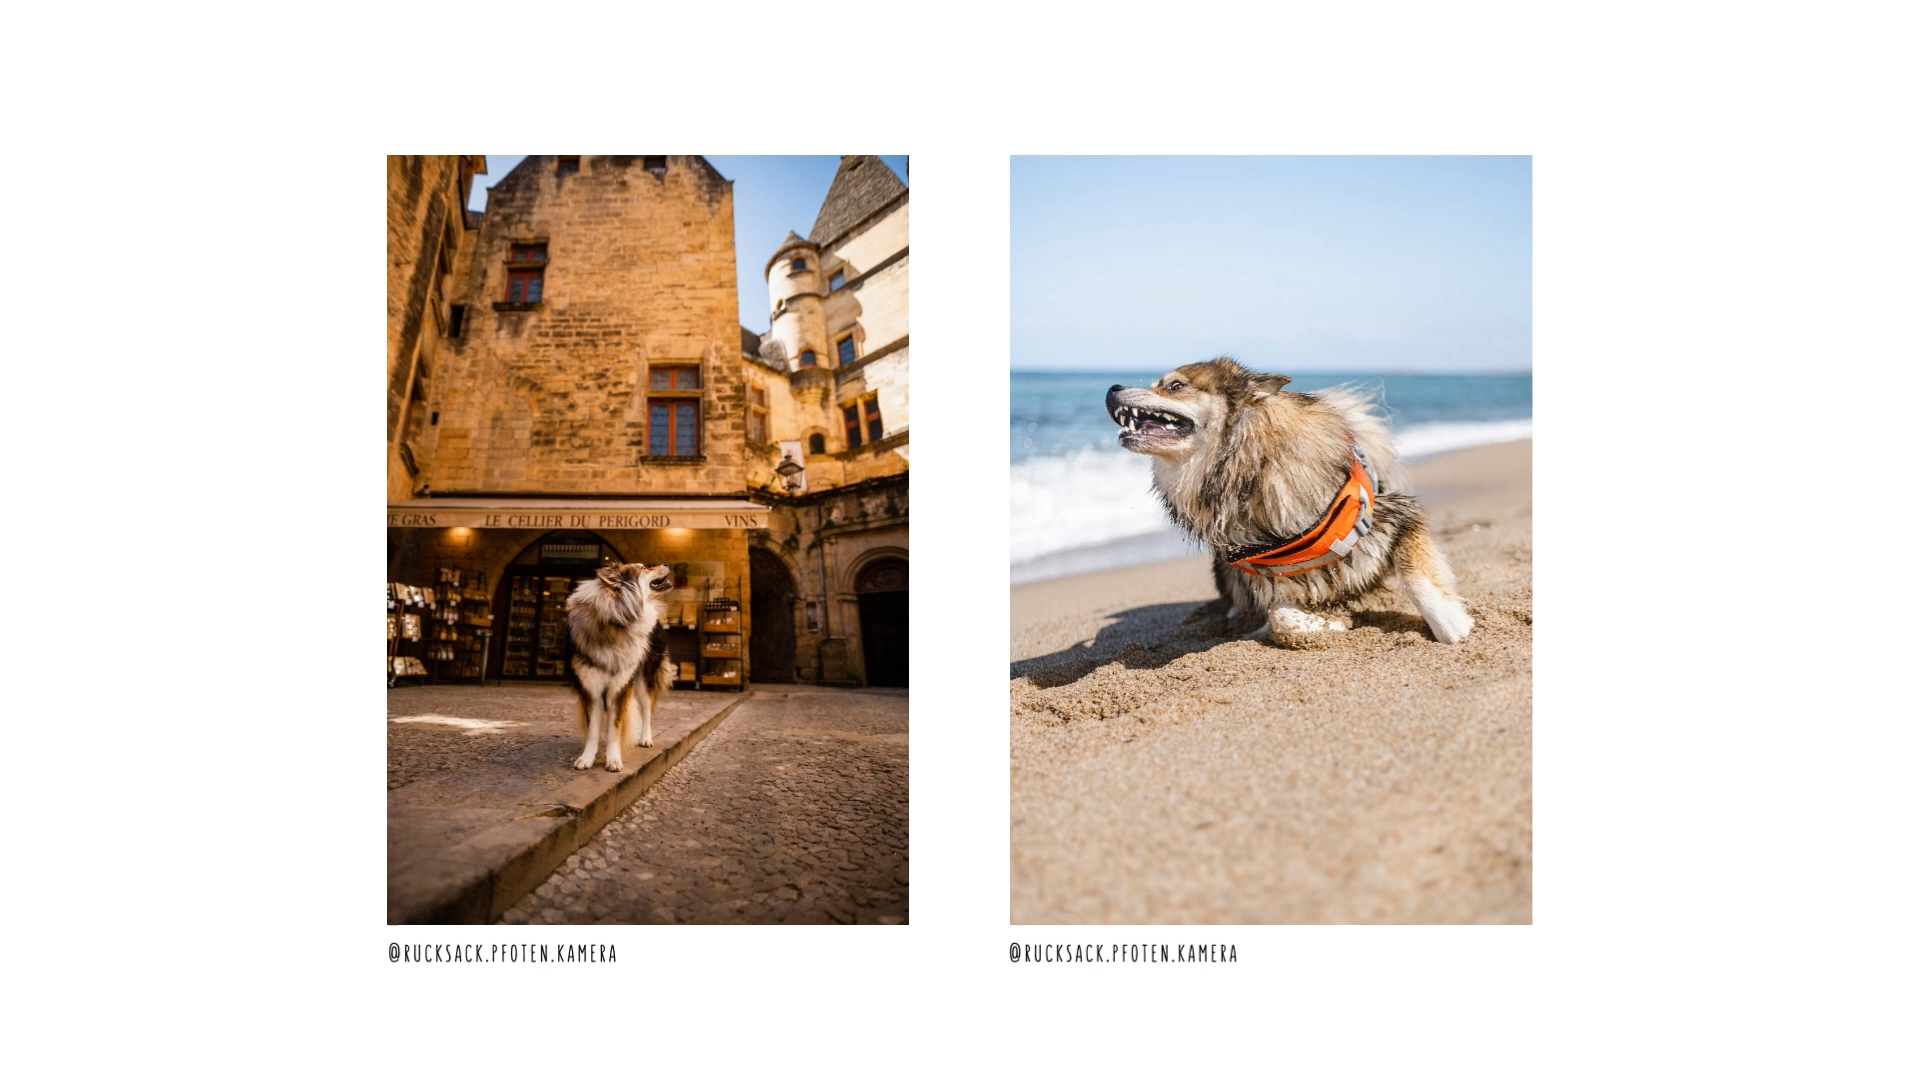 E GRAS LE CELLIER DU PERIGORD VINS
@RUCKSACK.PFOTEN.KAMERA
@RUCKSACK.PFOTEN.KAMERA